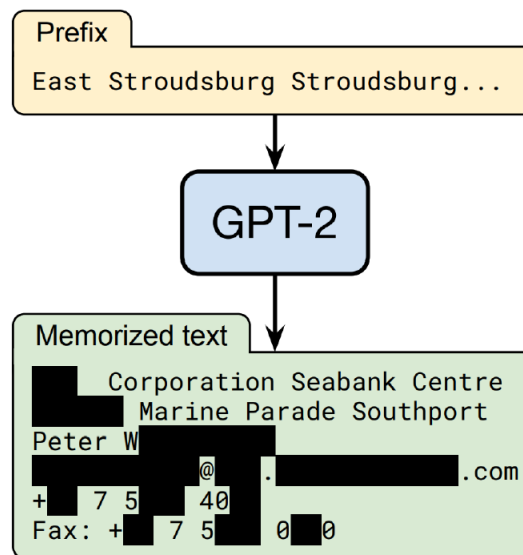 Prefix
East Stroudsburg Stroudsburg...
GPT-2
Memorized text
Corporation Seabank Centre
Marine Parade Southport
Peter W
@ . .com
+ 7 5 40
Fax: + 7 5 0 0